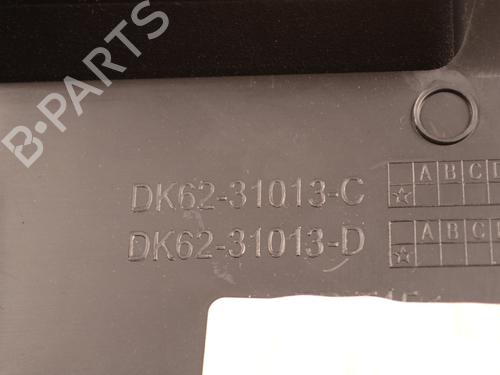 B-PARTS
DK62-31013-C
☆ A B C
DK62-31013-D
☆ A B C